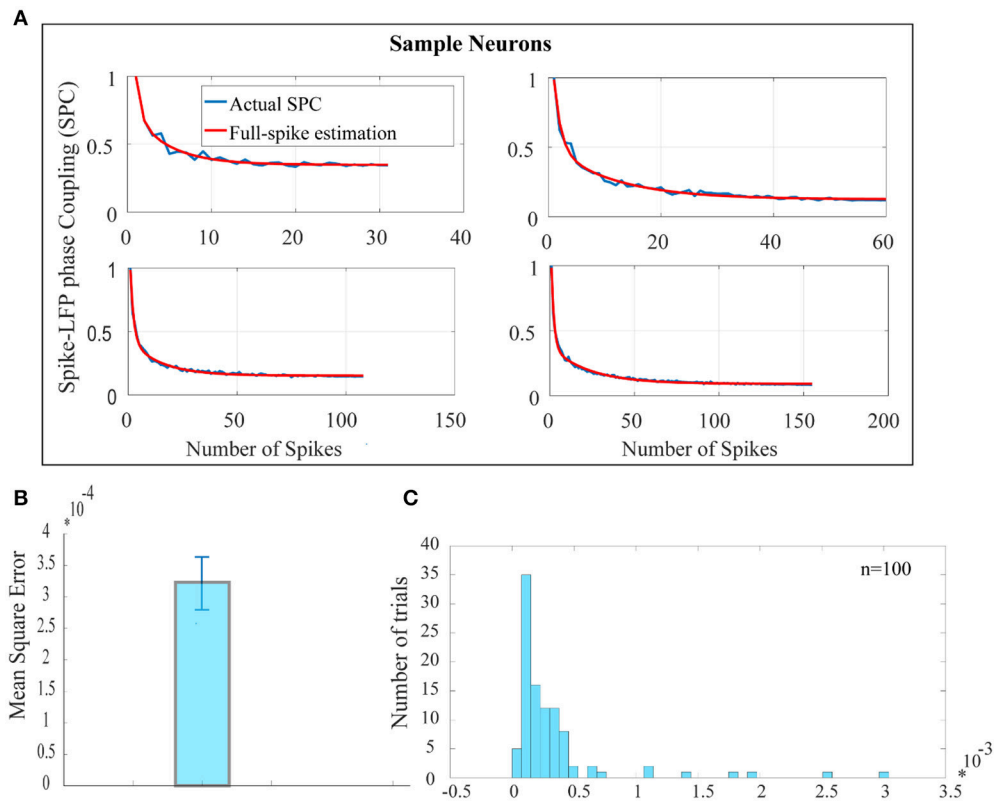 A
Sample Neurons
Spike-LFP phase Coupling (SPC)
1
0.5
1
0 10 20 30 40
Actual SPC
Full-spike estimation
1
0.5
1
0 20 40 60
1
0.5
1
0 50 100 150
Number of Spikes
1
0.5
1
0 50 100 150 200
Number of Spikes
B
*10-4
Mean Square Error
4
3.5
3
2.5
2
1.5
1
0.5
0
C
Number of trials
40
35
30
25
20
15
10
5
0
n=100
-0.5 0 0.5 1 1.5 2 2.5 3 3.5
*10-3